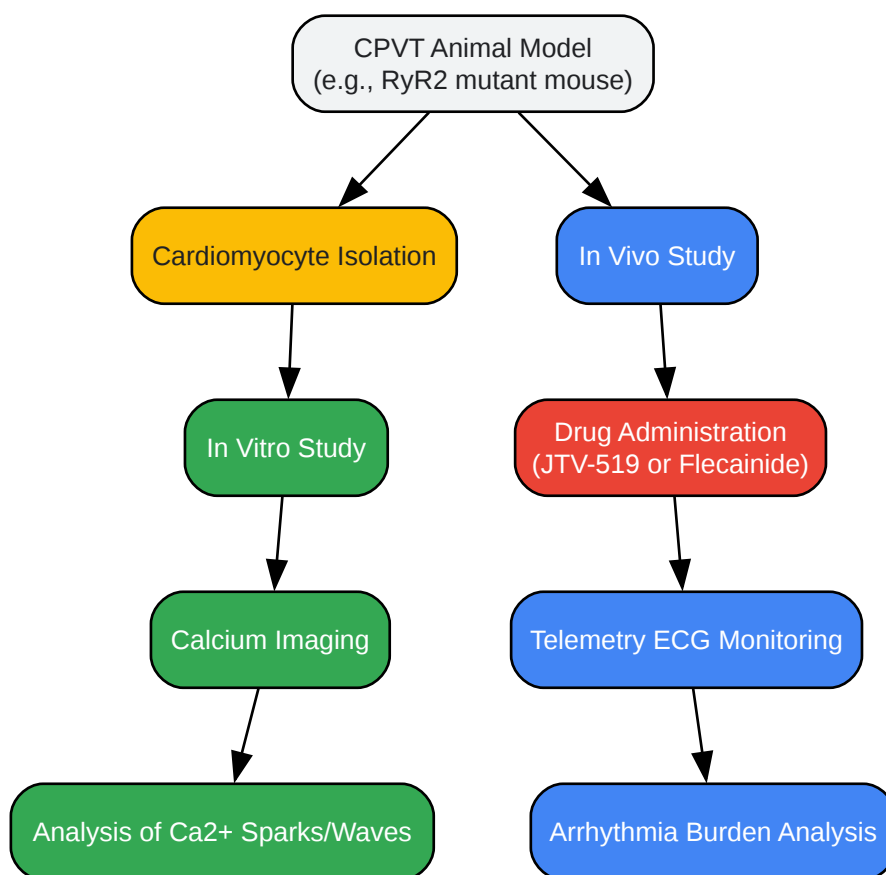 CPVT Animal Model
(e.g., RyR2 mutant mouse)
Cardiomyocyte Isolation
In Vivo Study
In Vitro Study
Drug Administration
(JTV-519 or Flecainide)
Calcium Imaging
Telemetry ECG Monitoring
Analysis of Ca2+ Sparks/Waves
Arrhythmia Burden Analysis